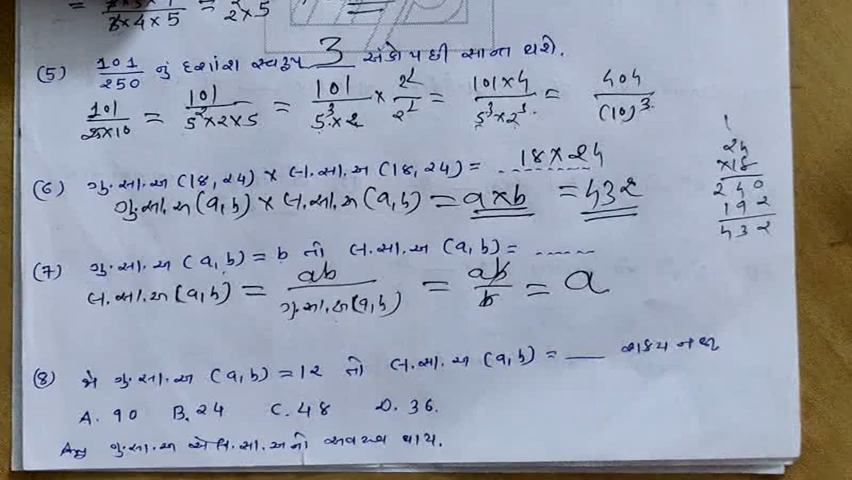 (5) 101/250 નું દશાંશ સ્વરૂપ 3 અંકો પછી સાન્ત થશે.
101/25×10 = 101/5²×2×5 = 101/5³×2 × 2²/2² = 101×4/5³×2³ = 404/(10)³
(6) ગુ.સા.અ (18,24) × લ.સા.અ (18,24) = 18×24
ગુ.સા.અ (a,b) × લ.સા.અ (a,b) = a×b = 432
24
×18
240
192
432
(7) ગુ.સા.અ (a,b) = b તો લ.સા.અ (a,b) = ------
લ.સા.અ (a,b) = ab/ગુ.સા.અ(a,b) = ab/b = a
(8) જો ગુ.સા.અ (a,b) = 12 તો લ.સા.અ (a,b) = ___ શક્ય નથી
A. 90 B. 24 C. 48 D. 36.
ગુ.સા.અ એ લ.સા.અ નો અવયવ થાય.